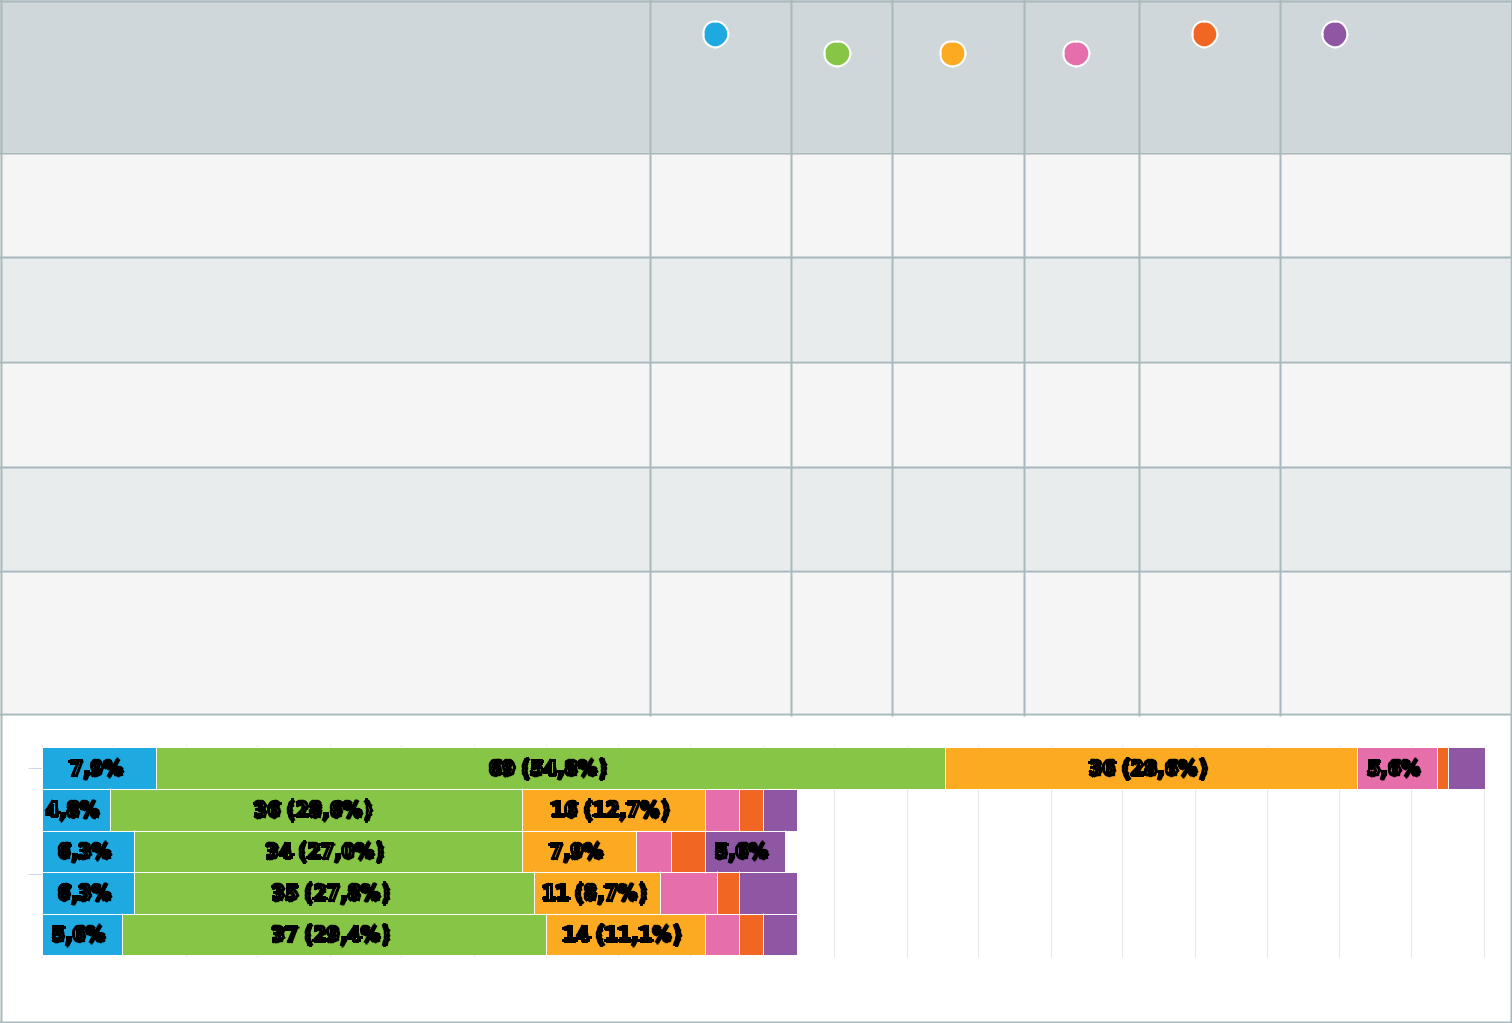 7,9% 69 (54,8%) 36 (28,6%) 5,6%
4,8% 36 (28,6%) 16 (12,7%)
6,3% 34 (27,0%) 7,9% 5,6%
6,3% 35 (27,8%) 11 (8,7%)
5,6% 37 (29,4%) 14 (11,1%)